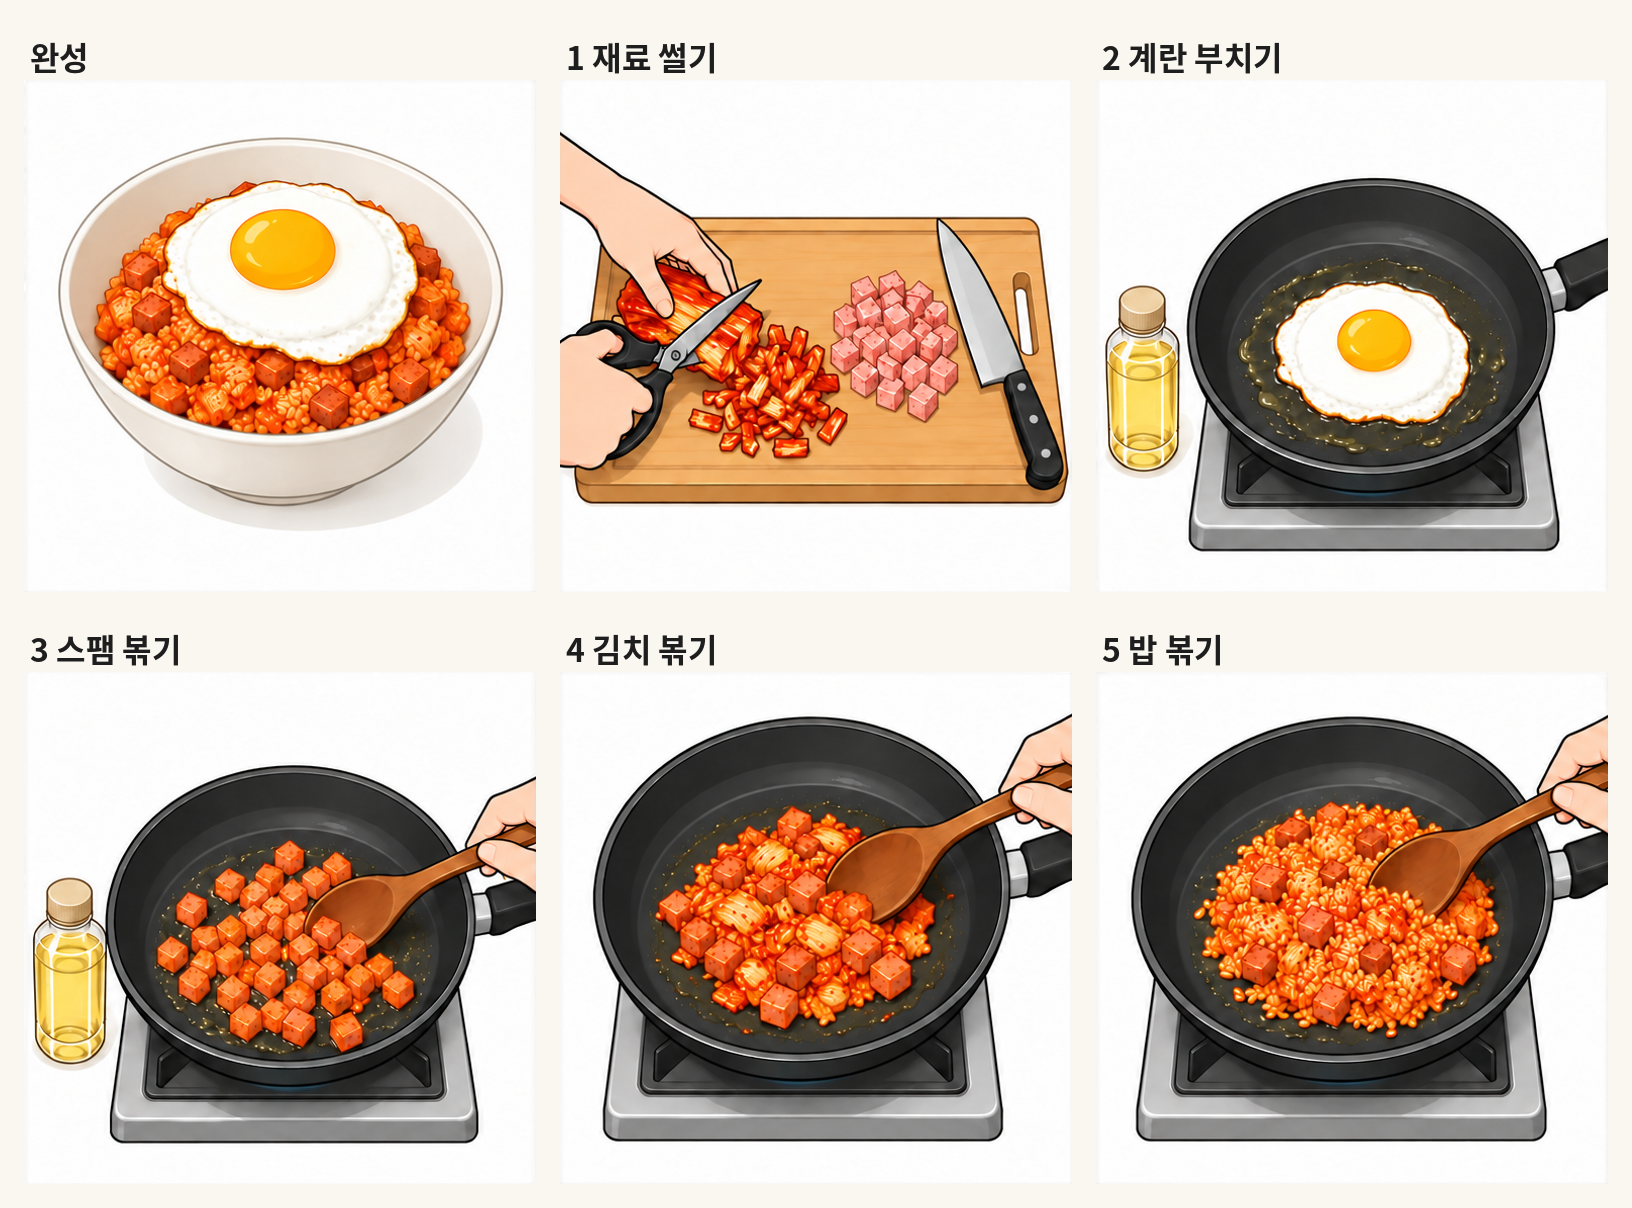 완성
1 재료 썰기
2 계란 부치기
3 스팸 볶기
4 김치 볶기
5 밥 볶기